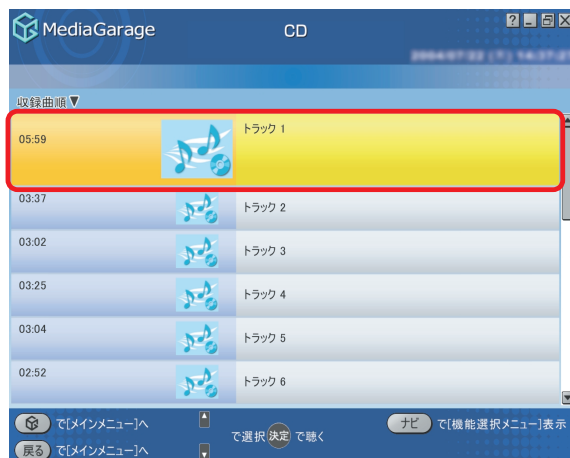 MediaGarage
CD
?
収録曲順▼
05:59
トラック 1
03:37
トラック 2
03:02
トラック 3
03:25
トラック 4
03:04
トラック 5
02:52
トラック 6
で[メインメニュー]へ
戻る で[メインメニュー]へ
で選択 決定 で聴く
ナビ で[機能選択メニュー]表示